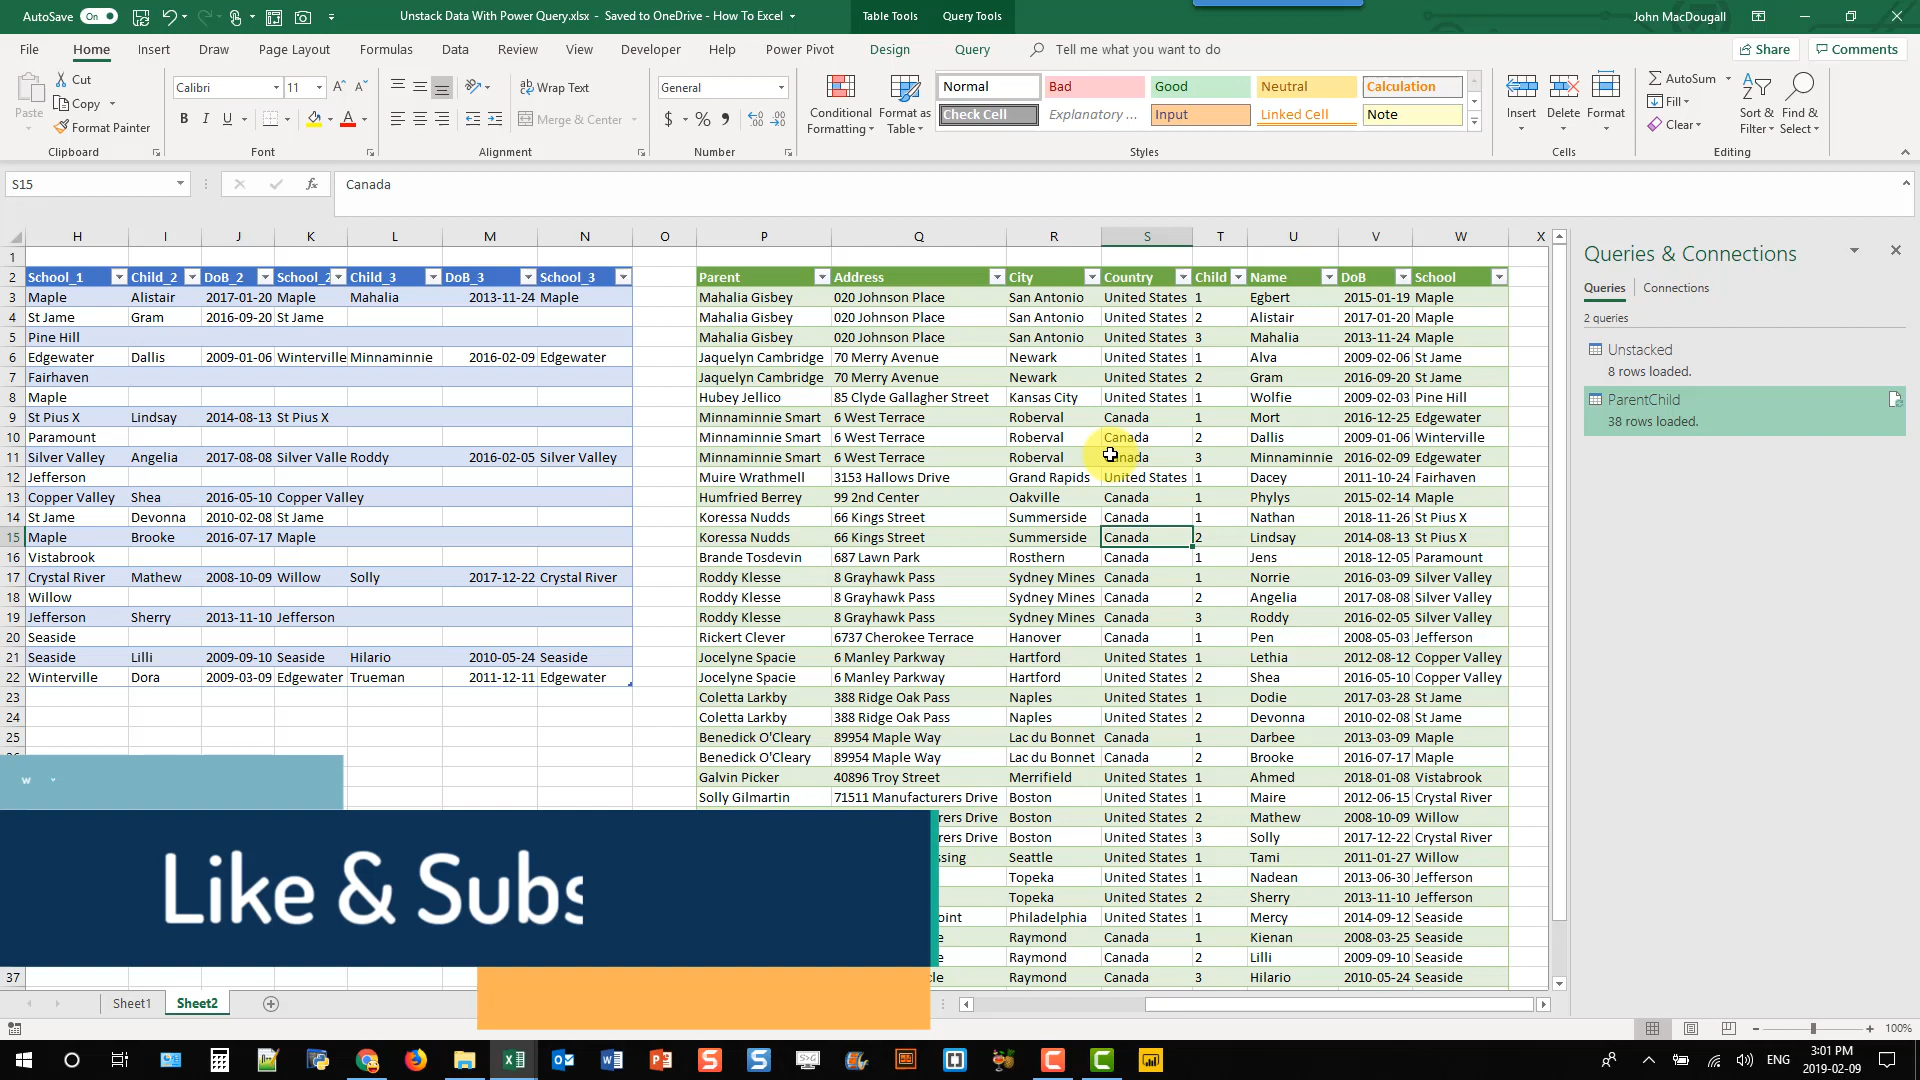 AutoSave On Unstack Data With Power Query.xlsx - Saved to OneDrive - How To Excel Table Tools Query Tools John MacDougall
File Home Insert Draw Page Layout Formulas Data Review View Developer Help Power Pivot Design Query Tell me what you want to do Share Comments
Paste Cut Copy Format Painter Clipboard
Calibri 11 B I U A Font
Wrap Text Merge & Center Alignment
General $ % Number
Conditional Formatting Format as Table
Normal Bad Good Neutral Calculation
Check Cell Explanatory ... Input Linked Cell Note
Styles
Insert Delete Format Cells
AutoSum Fill Clear Sort & Filter Find & Select Editing
S15 fx Canada
H I J K L M N O P Q R S T U V W X
1
2 School_1 Child_2 DoB_2 School_2 Child_3 DoB_3 School_3 Parent Address City Country Child Name DoB School
3 Maple Alistair 2017-01-20 Maple Mahalia 2013-11-24 Maple Mahalia Gisbey 020 Johnson Place San Antonio United States 1 Egbert 2015-01-19 Maple
4 St Jame Gram 2016-09-20 St Jame Mahalia Gisbey 020 Johnson Place San Antonio United States 2 Alistair 2017-01-20 Maple
5 Pine Hill Mahalia Gisbey 020 Johnson Place San Antonio United States 3 Mahalia 2013-11-24 Maple
6 Edgewater Dallis 2009-01-06 Winterville Minnaminnie 2016-02-09 Edgewater Jaquelyn Cambridge 70 Merry Avenue Newark United States 1 Alva 2009-02-06 St Jame
7 Fairhaven Jaquelyn Cambridge 70 Merry Avenue Newark United States 2 Gram 2016-09-20 St Jame
8 Maple Hubey Jellico 85 Clyde Gallagher Street Kansas City United States 1 Wolfie 2009-02-03 Pine Hill
9 St Pius X Lindsay 2014-08-13 St Pius X Minnaminnie Smart 6 West Terrace Roberval Canada 1 Mort 2016-12-25 Edgewater
10 Paramount Minnaminnie Smart 6 West Terrace Roberval Canada 2 Dallis 2009-01-06 Winterville
11 Silver Valley Angelia 2017-08-08 Silver Valle Roddy 2016-02-05 Silver Valley Minnaminnie Smart 6 West Terrace Roberval Canada 3 Minnaminnie 2016-02-09 Edgewater
12 Jefferson Muire Wrathmell 3153 Hallows Drive Grand Rapids United States 1 Dacey 2011-10-24 Fairhaven
13 Copper Valley Shea 2016-05-10 Copper Valley Humfried Berrey 99 2nd Center Oakville Canada 1 Phylys 2015-02-14 Maple
14 St Jame Devonna 2010-02-08 St Jame Koressa Nudds 66 Kings Street Summerside Canada 1 Nathan 2018-11-26 St Pius X
15 Maple Brooke 2016-07-17 Maple Koressa Nudds 66 Kings Street Summerside Canada 2 Lindsay 2014-08-13 St Pius X
16 Vistabrook Brande Tosdevin 687 Lawn Park Rosthern Canada 1 Jens 2018-12-05 Paramount
17 Crystal River Mathew 2008-10-09 Willow Solly 2017-12-22 Crystal River Roddy Klesse 8 Grayhawk Pass Sydney Mines Canada 1 Norrie 2016-03-09 Silver Valley
18 Willow Roddy Klesse 8 Grayhawk Pass Sydney Mines Canada 2 Angelia 2017-08-08 Silver Valley
19 Jefferson Sherry 2013-11-10 Jefferson Roddy Klesse 8 Grayhawk Pass Sydney Mines Canada 3 Roddy 2016-02-05 Silver Valley
20 Seaside Rickert Clever 6737 Cherokee Terrace Hanover Canada 1 Pen 2008-05-03 Jefferson
21 Seaside Lilli 2009-09-10 Seaside Hilario 2010-05-24 Seaside Jocelyne Spacie 6 Manley Parkway Hartford United States 1 Lethia 2012-08-12 Copper Valley
22 Winterville Dora 2009-03-09 Edgewater Trueman 2011-12-11 Edgewater Jocelyne Spacie 6 Manley Parkway Hartford United States 2 Shea 2016-05-10 Copper Valley
23 Coletta Larkby 388 Ridge Oak Pass Naples United States 1 Dodie 2017-03-28 St Jame
24 Coletta Larkby 388 Ridge Oak Pass Naples United States 2 Devonna 2010-02-08 St Jame
25 Benedick O'Cleary 89954 Maple Way Lac du Bonnet Canada 1 Darbee 2013-03-09 Maple
Benedick O'Cleary 89954 Maple Way Lac du Bonnet Canada 2 Brooke 2016-07-17 Maple
Galvin Picker 40896 Troy Street Merrifield United States 1 Ahmed 2018-01-08 Vistabrook
Solly Gilmartin 71511 Manufacturers Drive Boston United States 1 Maire 2012-06-15 Crystal River
rers Drive Boston United States 2 Mathew 2008-10-09 Willow
rers Drive Boston United States 3 Solly 2017-12-22 Crystal River
ssing Seattle United States 1 Tami 2011-01-27 Willow
Topeka United States 1 Nadean 2013-06-30 Jefferson
Topeka United States 2 Sherry 2013-11-10 Jefferson
oint Philadelphia United States 1 Mercy 2014-09-12 Seaside
e Raymond Canada 1 Kienan 2008-03-25 Seaside
e Raymond Canada 2 Lilli 2009-09-10 Seaside
37 cle Raymond Canada 3 Hilario 2010-05-24 Seaside
Like & Subs
Queries & Connections
Queries Connections
2 queries
Unstacked
8 rows loaded.
ParentChild
38 rows loaded.
Sheet1 Sheet2
100%
ENG 3:01 PM
2019-02-09